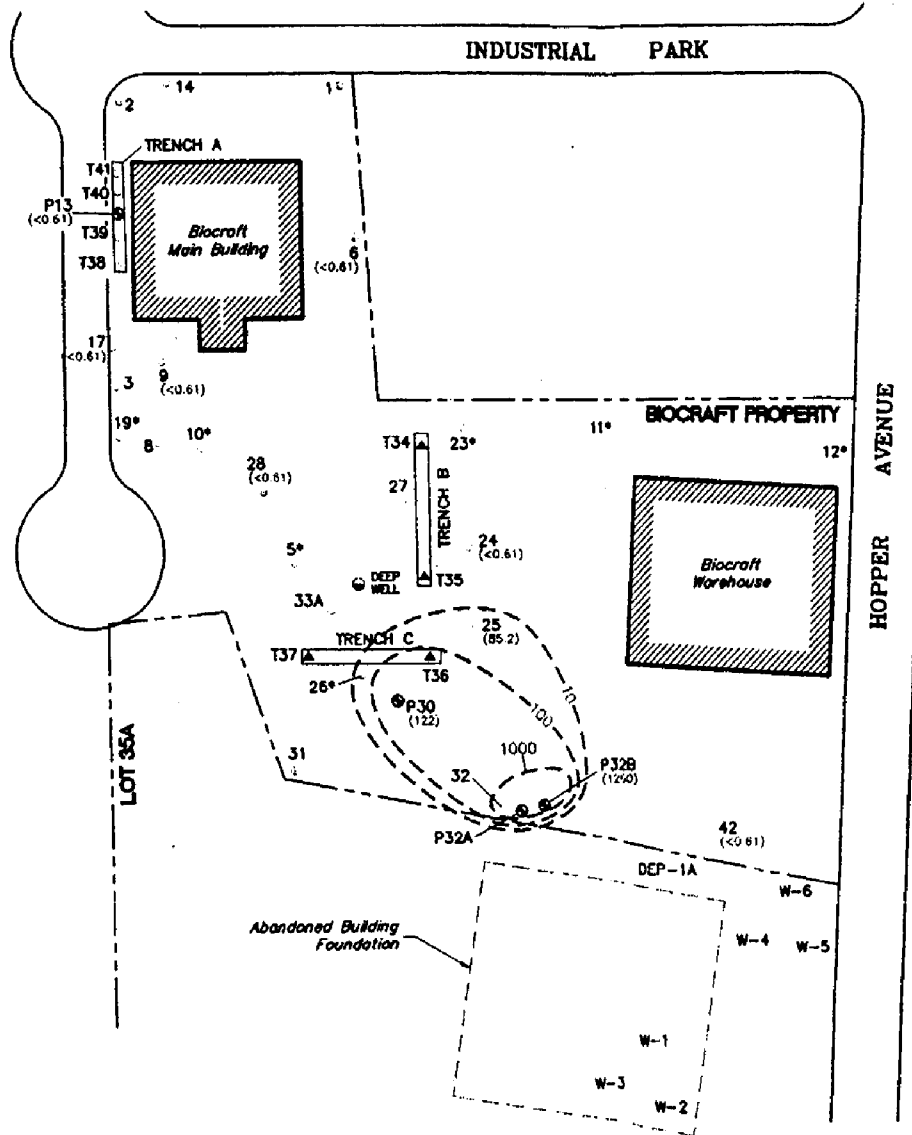 INDUSTRIAL PARK
14
1
2
TRENCH A
T41
T40
P13
(<0.61)
T39
T38
Biocraft
Main Building
6
(<0.61)
17
(<0.61)
9
(<0.61)
3
19*
8
10*
28
(<0.61)
T34
23*
11*
BIOCRAFT PROPERTY
12*
HOPPER AVENUE
27
TRENCH B
24
(<0.61)
Biocraft
Warehouse
5*
DEEP
WELL
T35
33A
25
(85.2)
TRENCH C
T37
T36
26*
P30
(122)
10
100
1000
LOT 35A
31
32
P32B
(1260)
P32A
42
(<0.61)
DEP-1A
W-6
Abandoned Building
Foundation
W-4
W-5
W-1
W-3
W-2